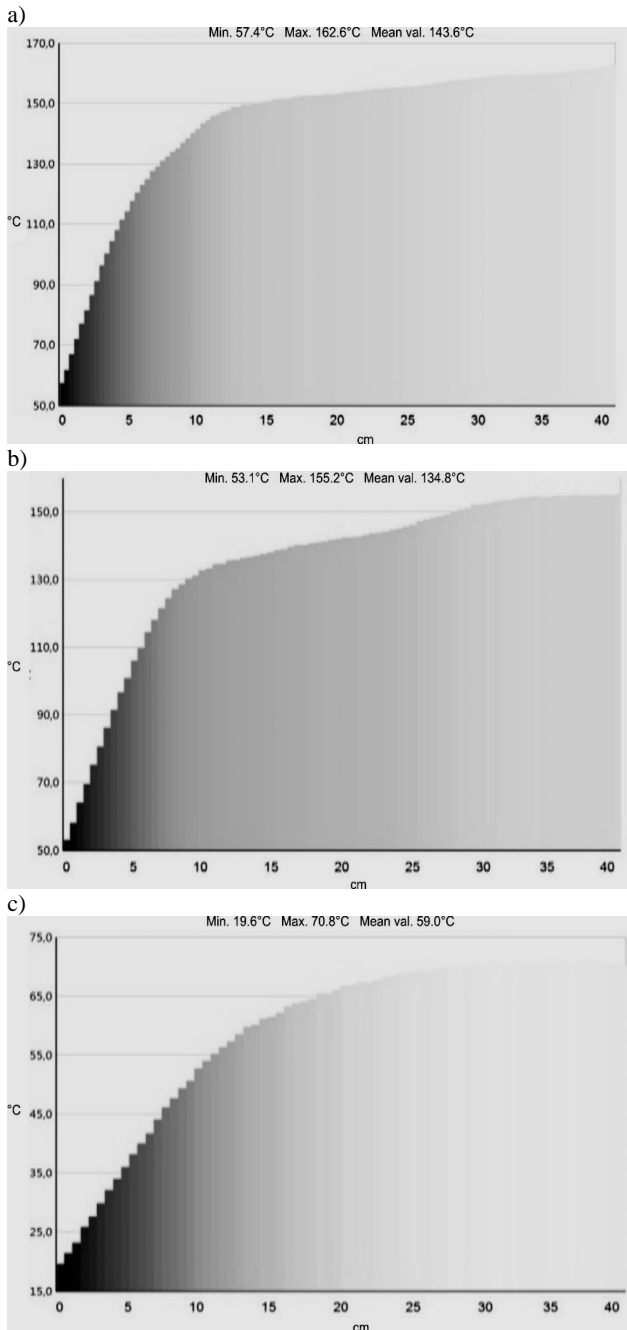 a)
Min. 57.4°C Max. 162.6°C Mean val. 143.6°C
170,0
150,0
130,0
°C 110,0
90,0
70,0
50,0
0 5 10 15 20 25 30 35 40
cm
b)
Min. 53.1°C Max. 155.2°C Mean val. 134.8°C
150,0
130,0
110,0
°C
90,0
70,0
50,0
0 5 10 15 20 25 30 35 40
cm
c)
Min. 19.6°C Max. 70.8°C Mean val. 59.0°C
75,0
65,0
55,0
°C 45,0
35,0
25,0
15,0
0 5 10 15 20 25 30 35 40
cm